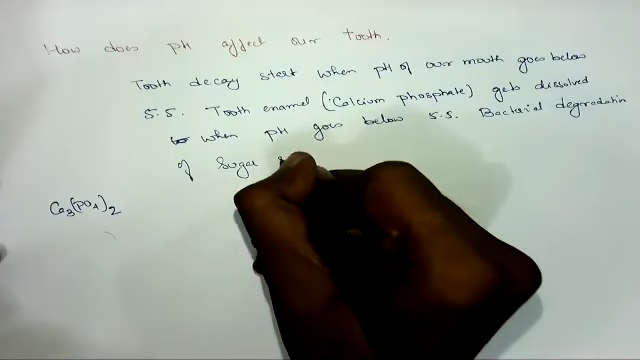 How does pH affect our tooth.
Tooth decay start when pH of our mouth goes below
5.5. Tooth enamel (Calcium phosphate) gets dissolved
when pH goes below 5.5. Bacterial degradation
of Sugar
Ca3(PO4)2